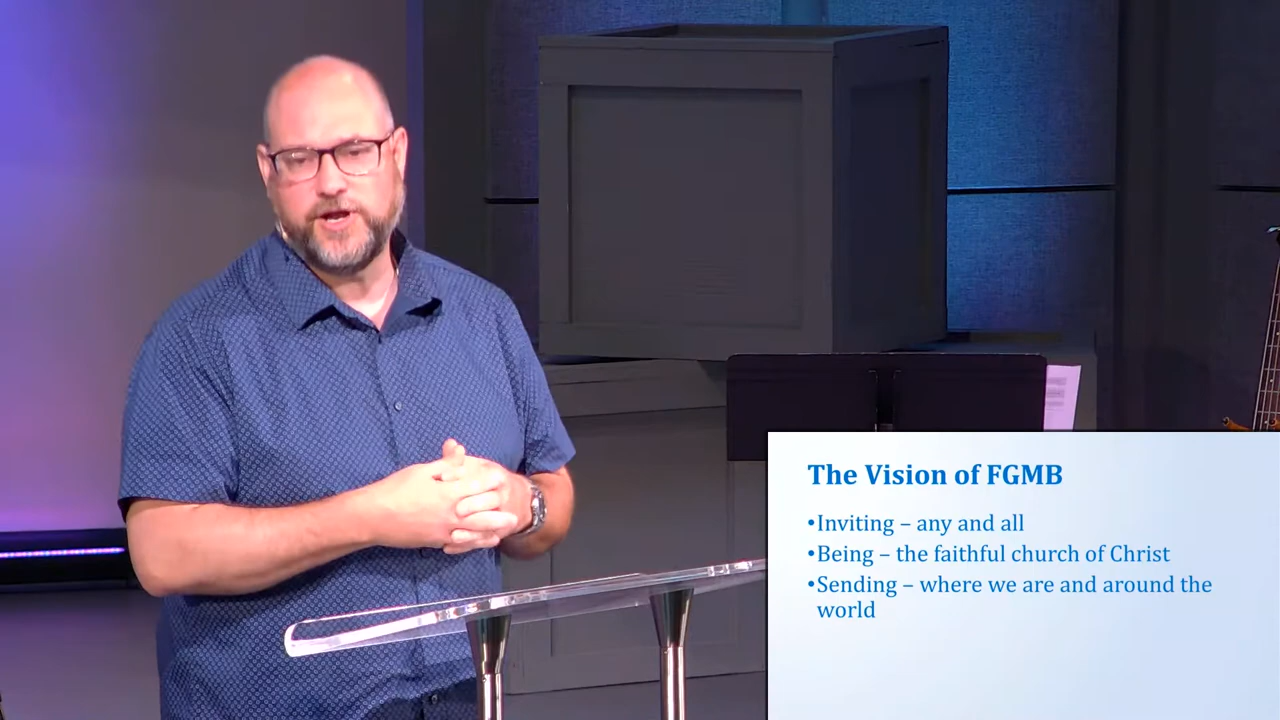 The Vision of FGMB
•Inviting – any and all
•Being – the faithful church of Christ
•Sending – where we are and around the
world